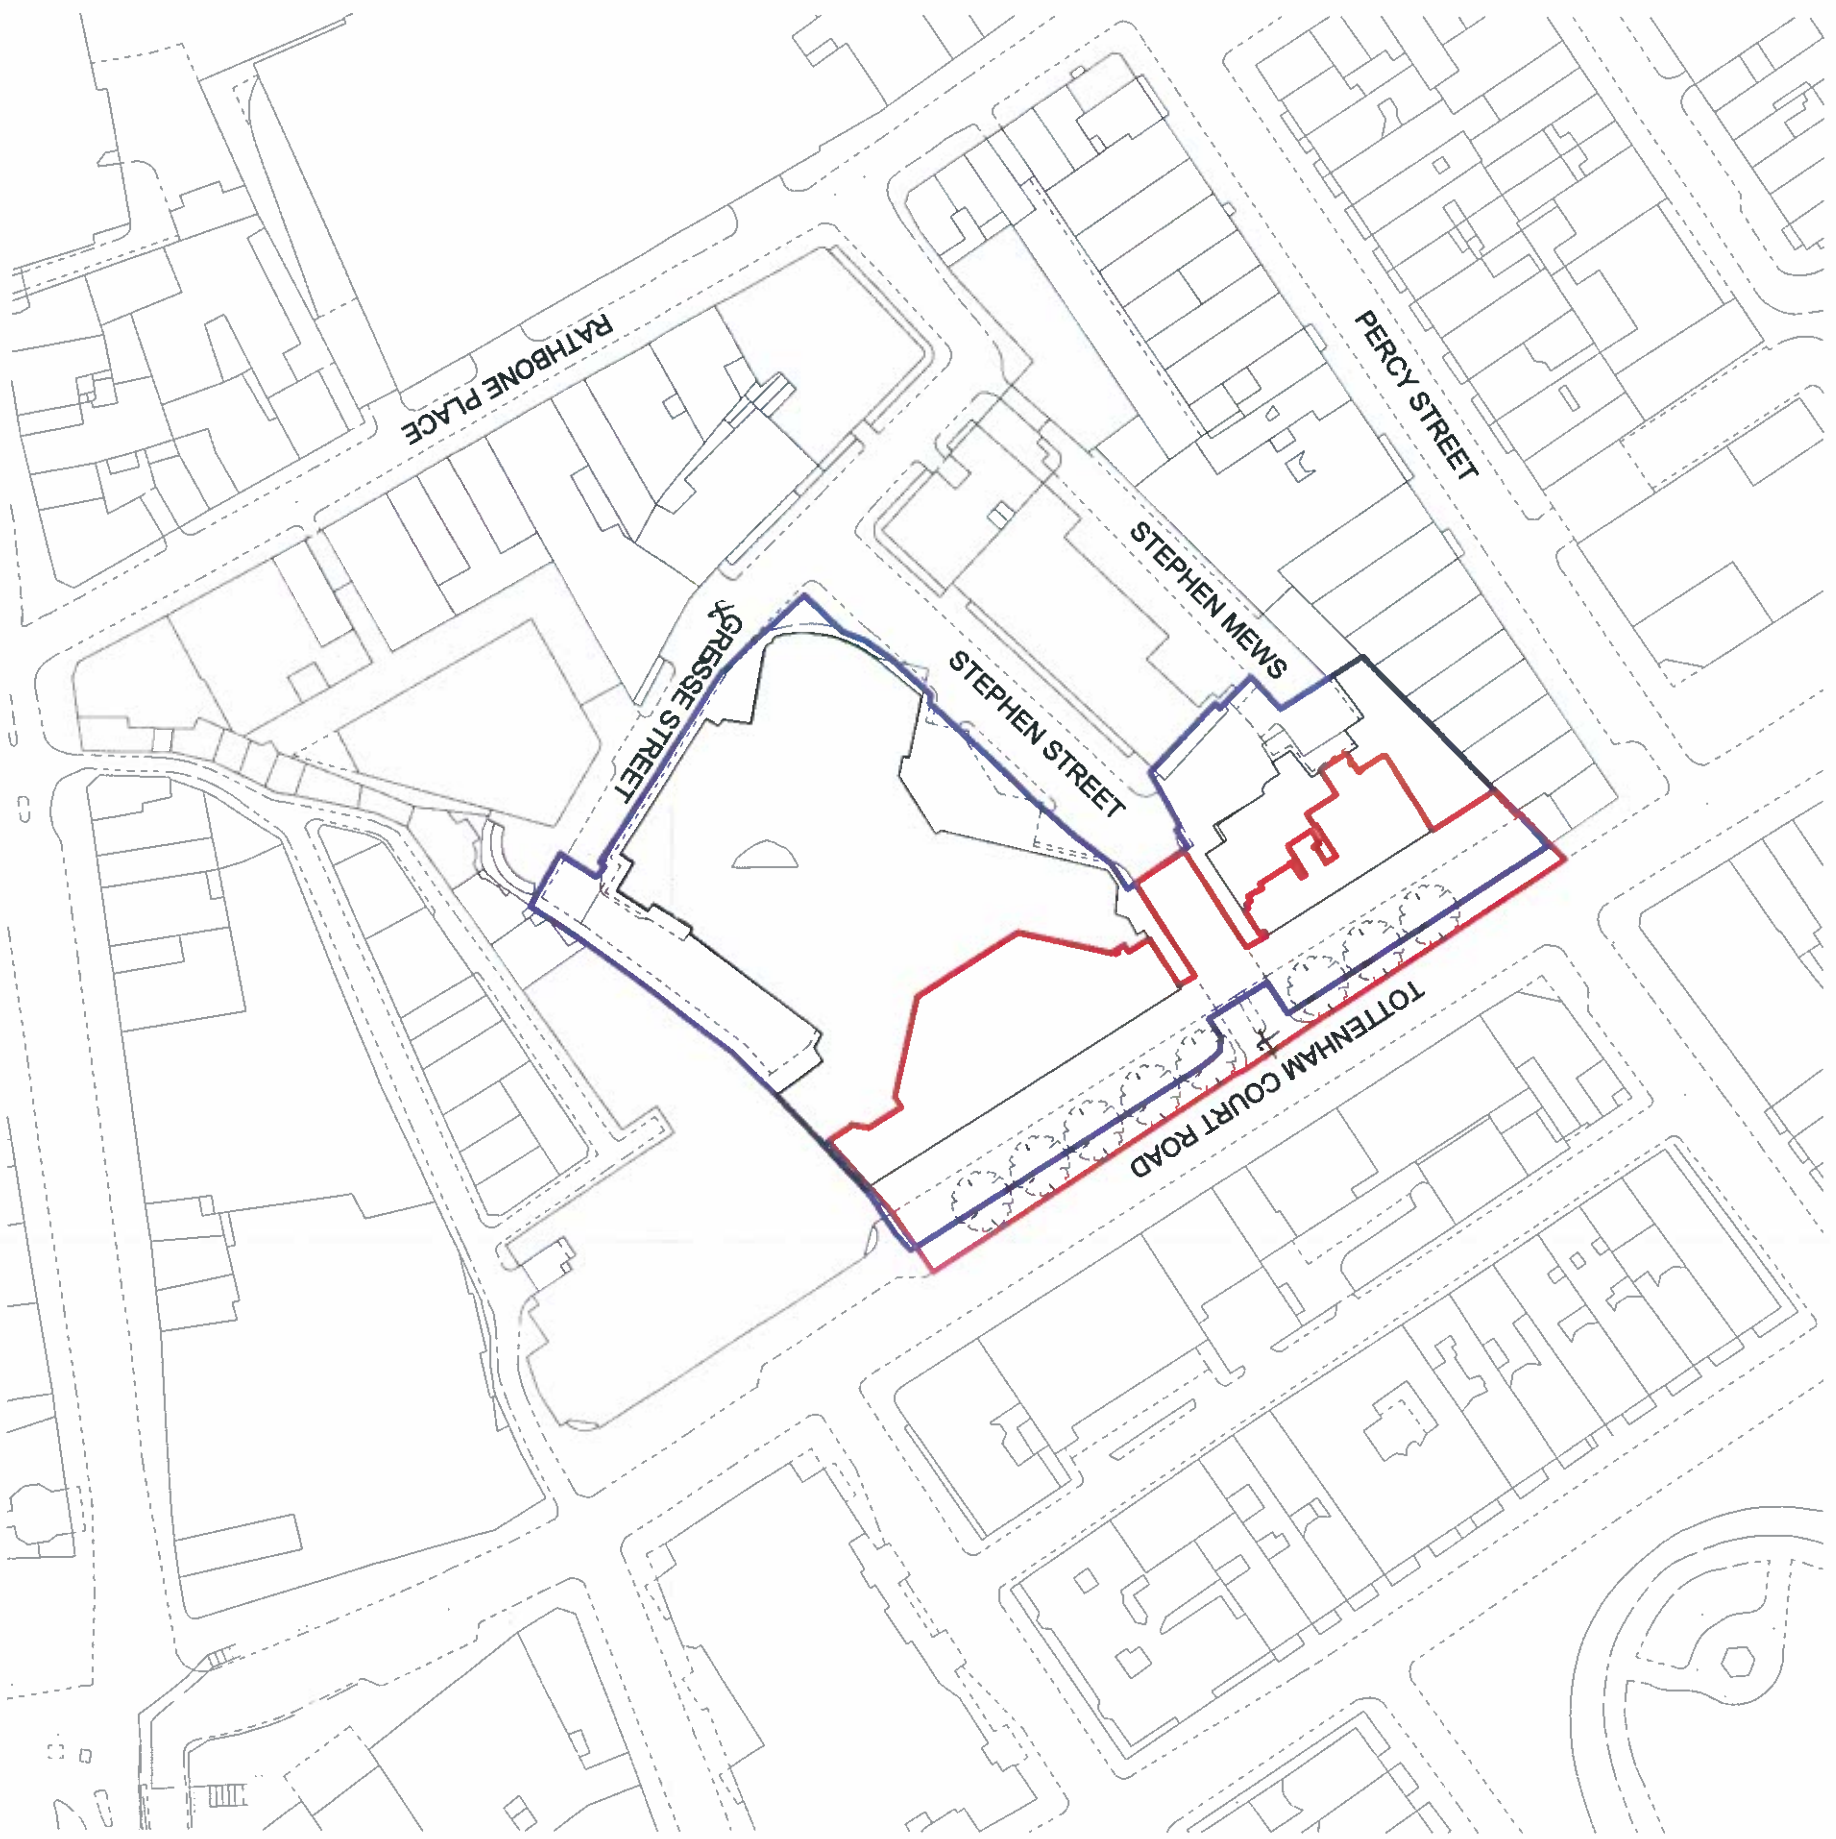 RATHBONE PLACE
PERCY STREET
STEPHEN MEWS
GRESSE STREET
STEPHEN STREET
TOTTENHAM COURT ROAD